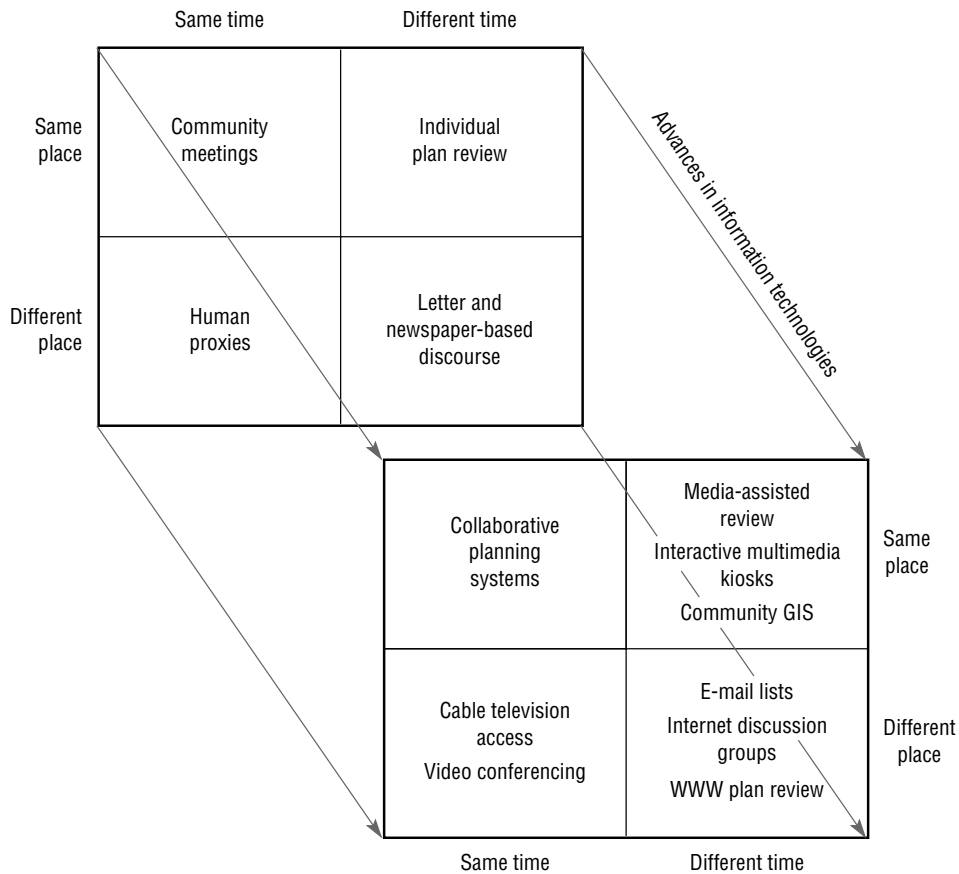 Same time
Different time
Same
place
Community
meetings
Individual
plan review
Different
place
Human
proxies
Letter and
newspaper-based
discourse
Advances in information technologies
Collaborative
planning
systems
Media-assisted
review
Interactive multimedia
kiosks
Community GIS
Same
place
Cable television
access
Video conferencing
E-mail lists
Internet discussion
groups
WWW plan review
Different
place
Same time
Different time